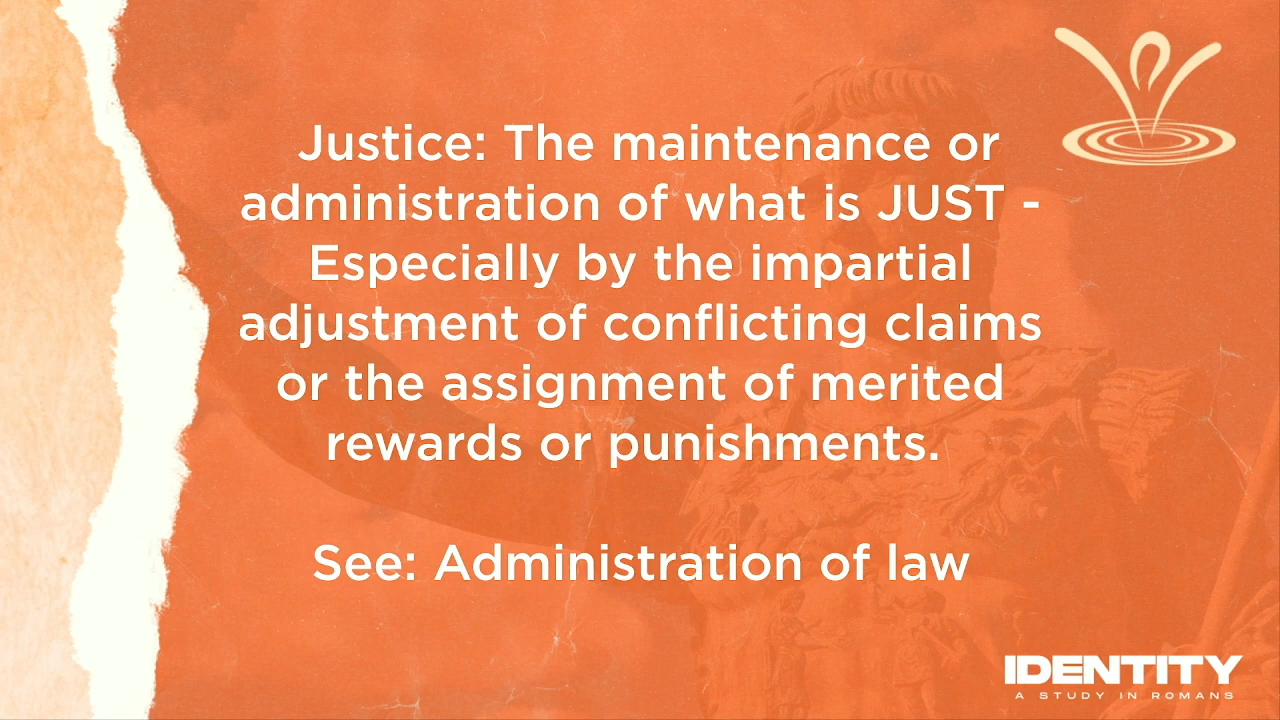 Justice: The maintenance or
administration of what is JUST -
Especially by the impartial
adjustment of conflicting claims
or the assignment of merited
rewards or punishments.
See: Administration of law
IDENTITY
A STUDY IN ROMANS